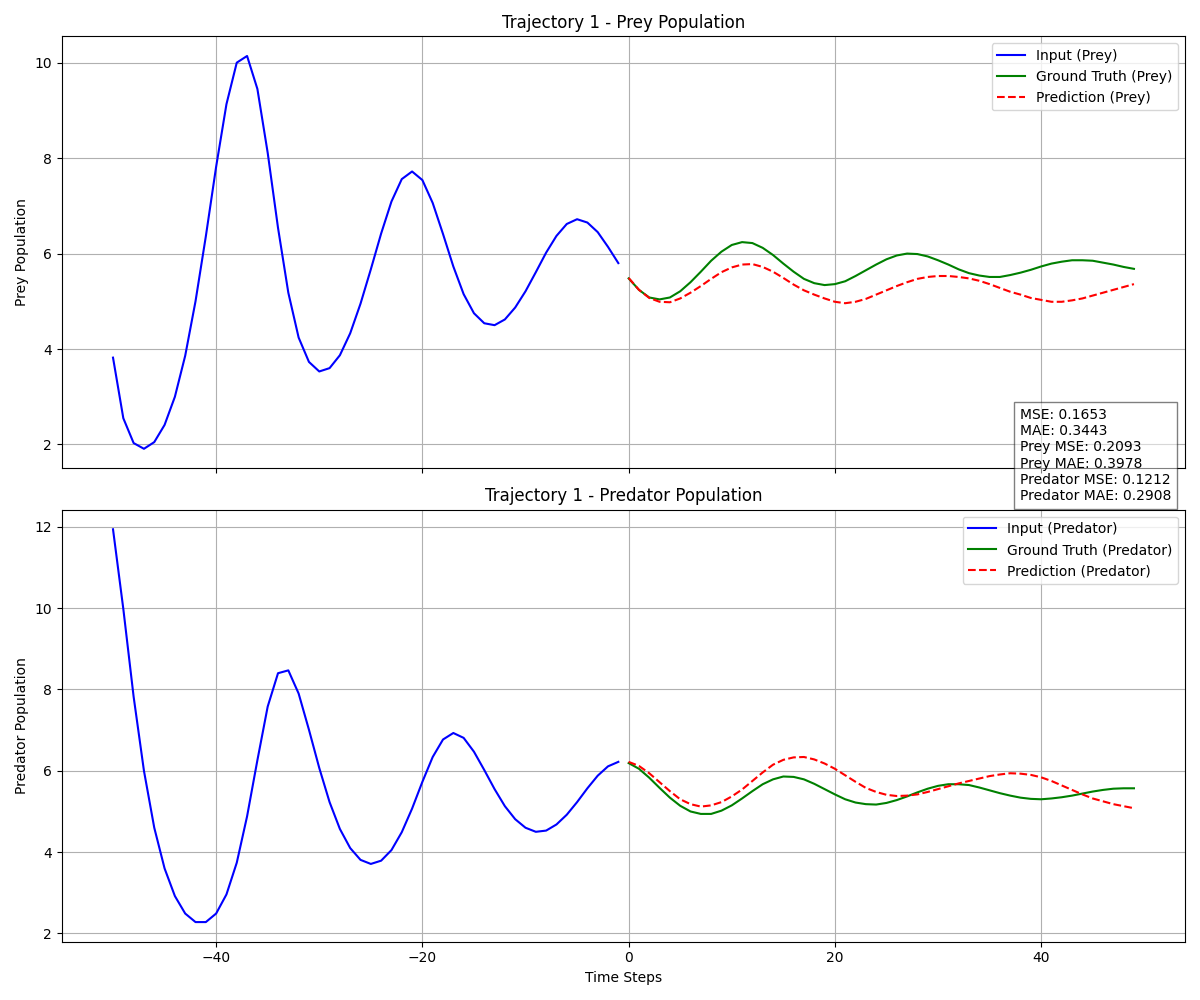 Trajectory 1 - Prey Population
10
8
6
4
2
Prey Population
Input (Prey)
Ground Truth (Prey)
Prediction (Prey)
MSE: 0.1653
MAE: 0.3443
Prey MSE: 0.2093
Prey MAE: 0.3978
Predator MSE: 0.1212
Predator MAE: 0.2908
Trajectory 1 - Predator Population
12
10
8
6
4
2
Predator Population
Input (Predator)
Ground Truth (Predator)
Prediction (Predator)
−40
−20
0
20
40
Time Steps